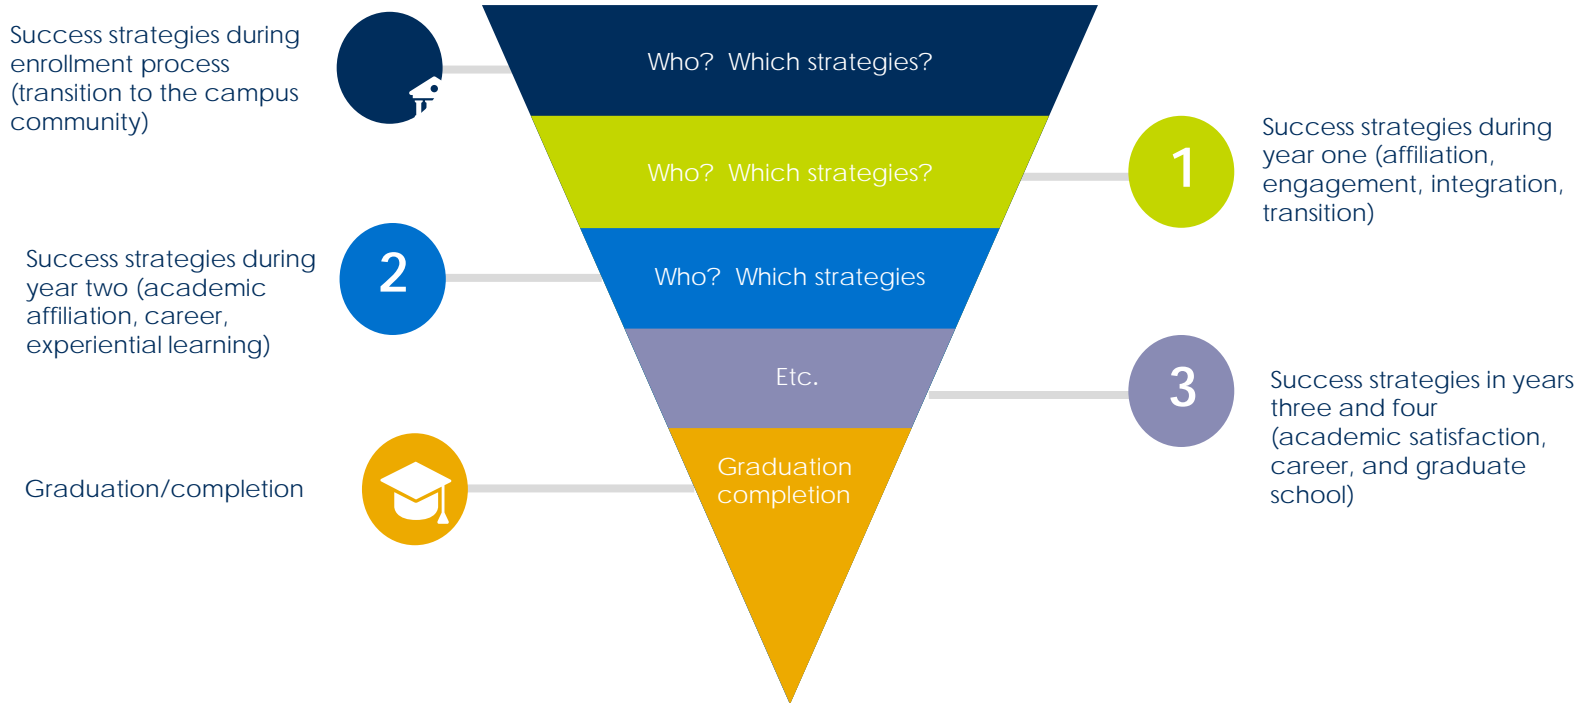 Success strategies during
enrollment process
(transition to the campus
community)
Who? Which strategies?
Who? Which strategies?
1
Success strategies during
year one (affiliation,
engagement, integration,
transition)
Success strategies during
year two (academic
affiliation, career,
experiential learning)
2
Who? Which strategies
Etc.
3
Success strategies in years
three and four
(academic satisfaction,
career, and graduate
school)
Graduation/completion
Graduation
completion